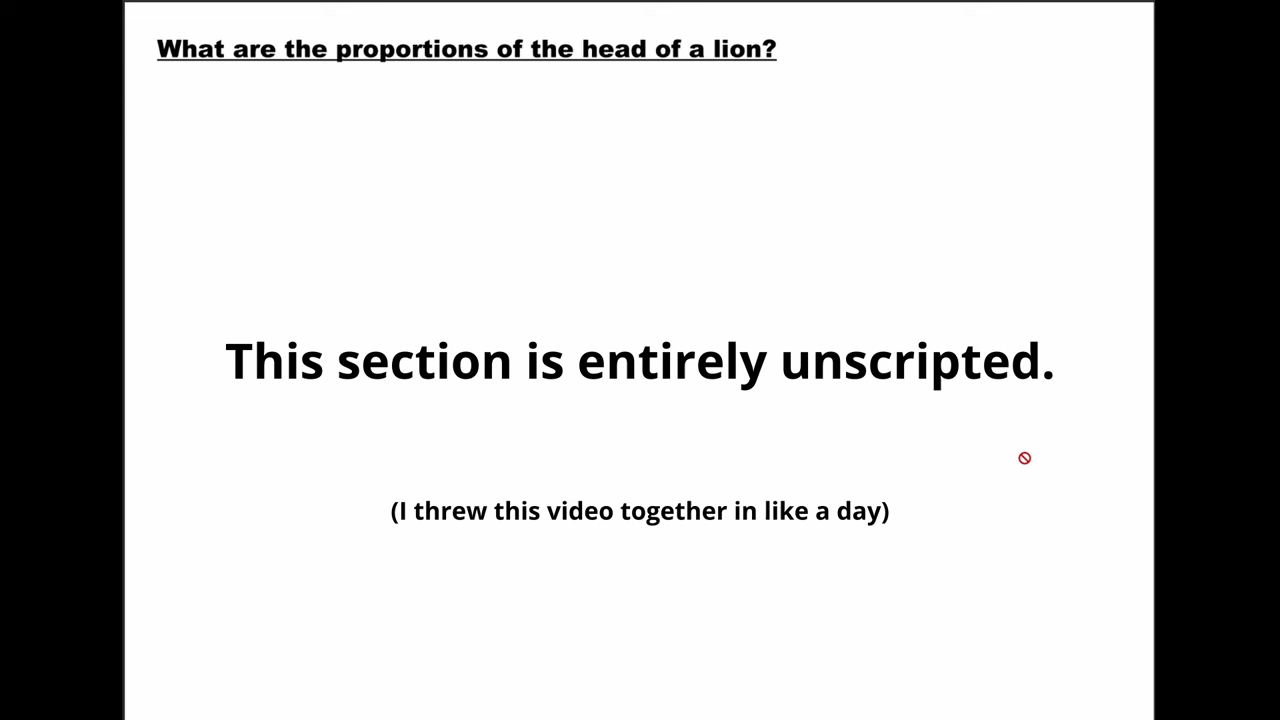 What are the proportions of the head of a lion?
This section is entirely unscripted.
(I threw this video together in like a day)